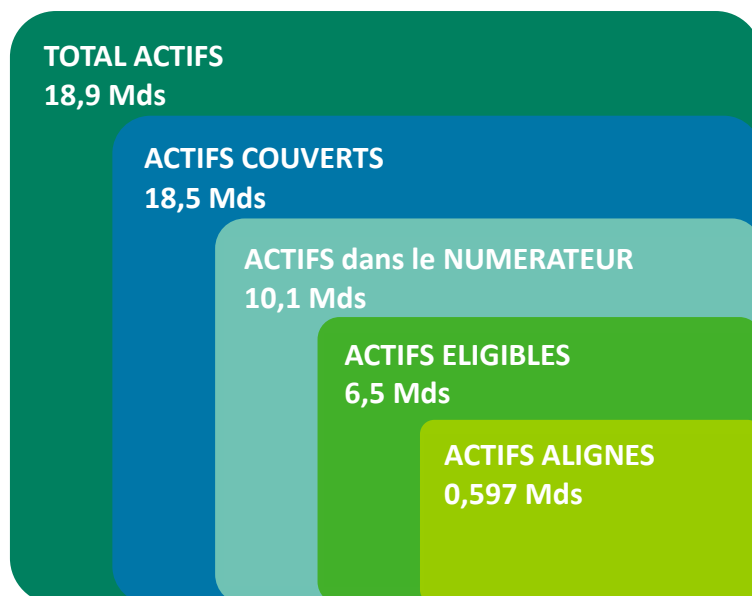 TOTAL ACTIFS
18,9 Mds
ACTIFS COUVERTS
18,5 Mds
ACTIFS dans le NUMERATEUR
10,1 Mds
ACTIFS ELIGIBLES
6,5 Mds
ACTIFS ALIGNES
0,597 Mds